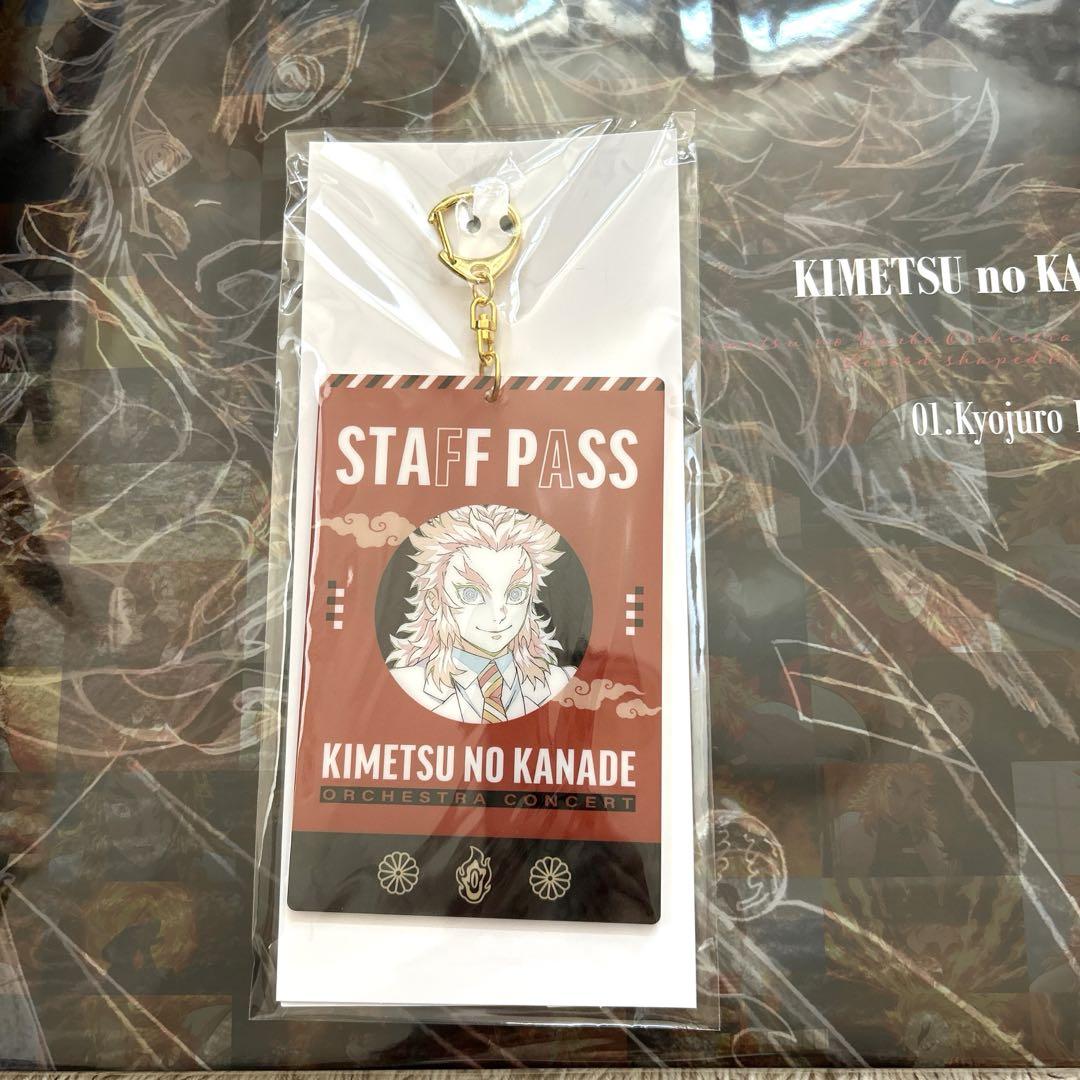 STAFF PASS
KIMETSU NO KANADE
ORCHESTRA CONCERT
KIMETSU no KA
01.Kyojuro